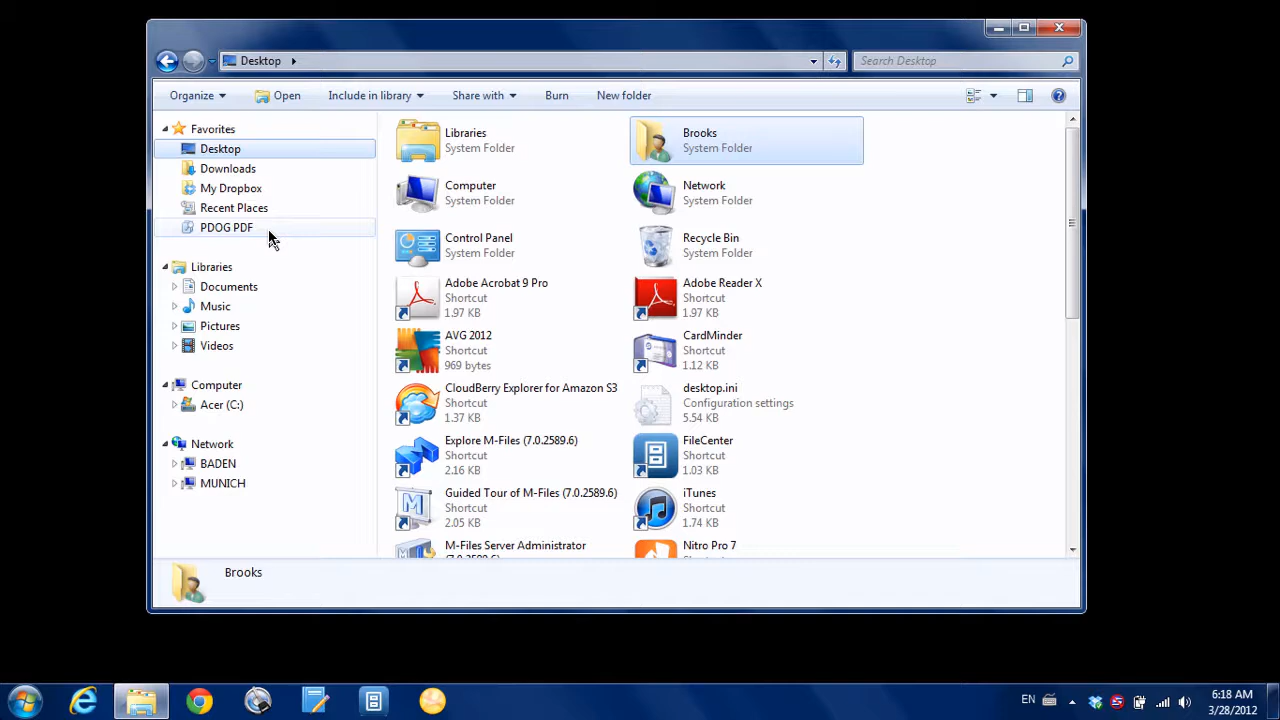 Desktop
Search Desktop
Organize Open Include in library Share with Burn New folder
Favorites
Desktop
Downloads
My Dropbox
Recent Places
PDOG PDF
Libraries
Documents
Music
Pictures
Videos
Computer
Acer (C:)
Network
BADEN
MUNICH
Libraries
System Folder
Brooks
System Folder
Computer
System Folder
Network
System Folder
Control Panel
System Folder
Recycle Bin
System Folder
Adobe Acrobat 9 Pro
Shortcut
1.97 KB
Adobe Reader X
Shortcut
1.97 KB
AVG 2012
Shortcut
969 bytes
CardMinder
Shortcut
1.12 KB
CloudBerry Explorer for Amazon S3
Shortcut
1.37 KB
desktop.ini
Configuration settings
5.54 KB
Explore M-Files (7.0.2589.6)
Shortcut
2.16 KB
FileCenter
Shortcut
1.03 KB
Guided Tour of M-Files (7.0.2589.6)
Shortcut
2.05 KB
iTunes
Shortcut
1.74 KB
M-Files Server Administrator
Nitro Pro 7
Brooks
EN
6:18 AM
3/28/2012